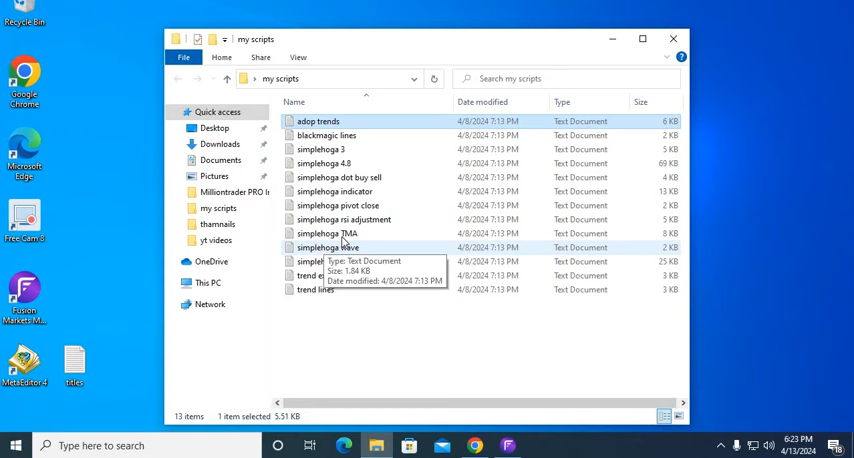 Recycle Bin
Google
Chrome
Microsoft
Edge
Free Cam 8
Fusion
Markets M...
MetaEditor 4
titles
my scripts
File
Home
Share
View
my scripts
Search my scripts
Name
Date modified
Type
Size
Quick access
Desktop
Downloads
Documents
Pictures
Milliontrader PRO
my scripts
thamnails
yt videos
OneDrive
This PC
Network
adop trends 4/8/2024 7:13 PM Text Document 6 KB
blackmagic lines 4/8/2024 7:13 PM Text Document 2 KB
simplehoga 3 4/8/2024 7:13 PM Text Document 5 KB
simplehoga 4.8 4/8/2024 7:13 PM Text Document 69 KB
simplehoga dot buy sell 4/8/2024 7:13 PM Text Document 4 KB
simplehoga indicator 4/8/2024 7:13 PM Text Document 13 KB
simplehoga pivot close 4/8/2024 7:13 PM Text Document 2 KB
simplehoga rsi adjustment 4/8/2024 7:13 PM Text Document 5 KB
simplehoga TMA 4/8/2024 7:13 PM Text Document 8 KB
simplehoga wave 4/8/2024 7:13 PM Text Document 2 KB
4/8/2024 7:13 PM Text Document 25 KB
trend 4/8/2024 7:13 PM Text Document 3 KB
trend lines 4/8/2024 7:13 PM Text Document 3 KB
Type: Text Document
Size: 1.84 KB
Date modified: 4/8/2024 7:13 PM
13 items 1 item selected 5.51 KB
Type here to search
6:23 PM
4/13/2024
18